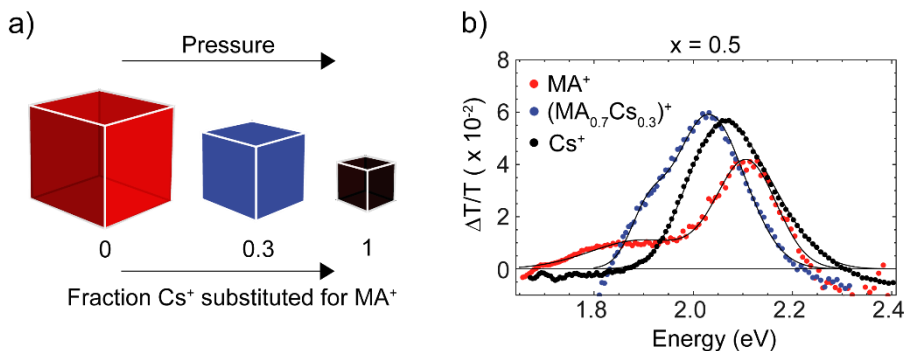 a)
Pressure
0 0.3 1
Fraction Cs⁺ substituted for MA⁺
b)
x = 0.5
MA⁺
(MA₀.₇Cs₀.₃)⁺
Cs⁺
ΔT/T ( x 10⁻²)
8
6
4
2
0
1.8 2.0 2.2 2.4
Energy (eV)